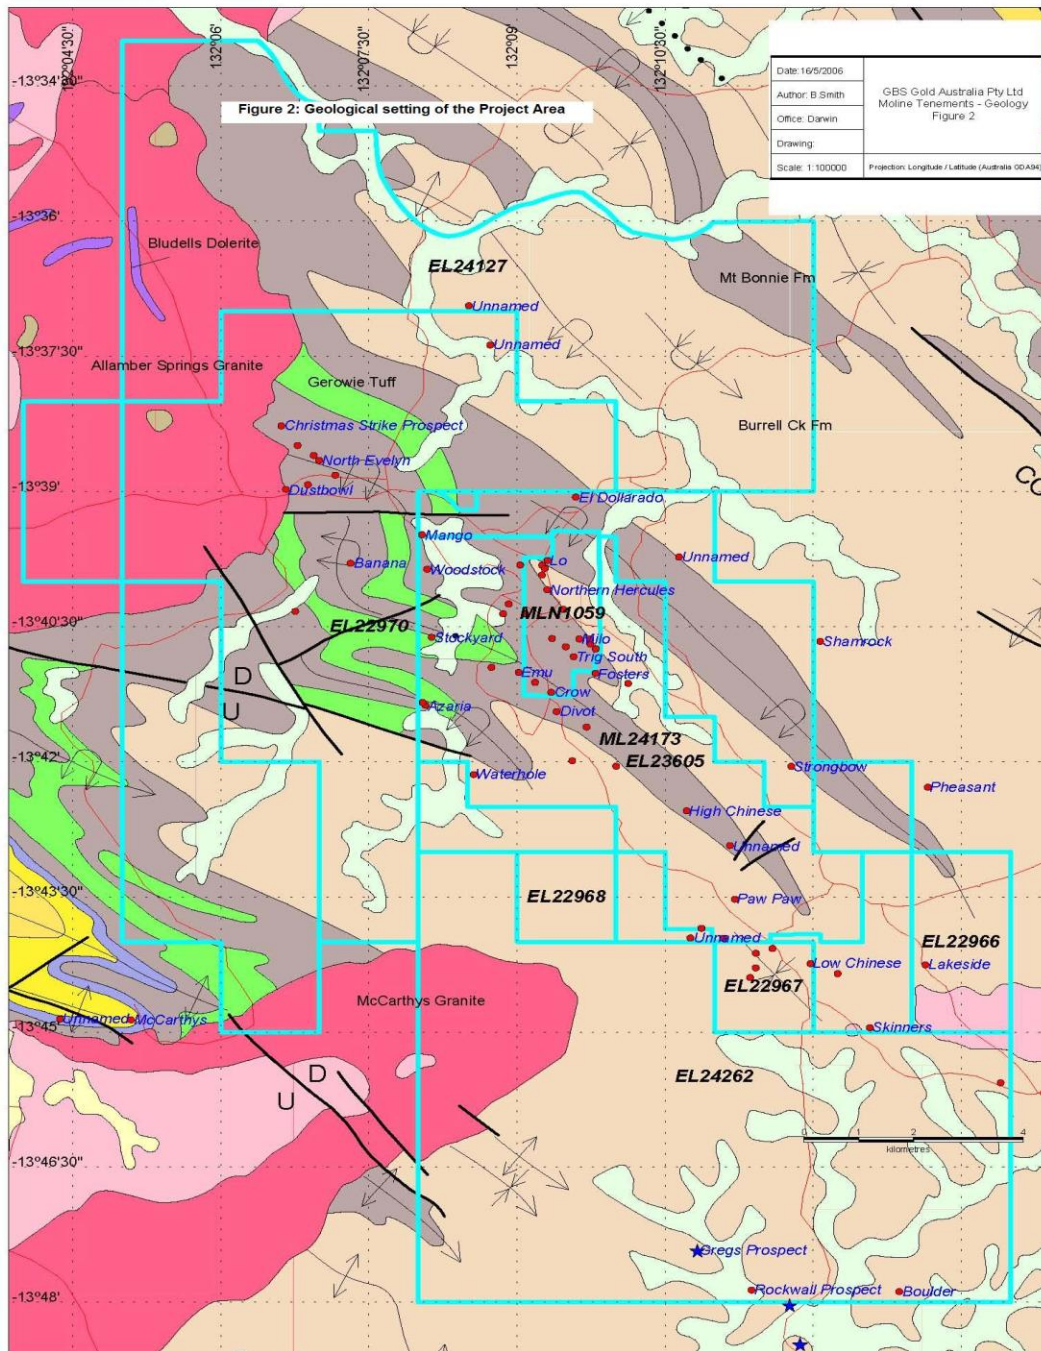 132°04'30"
132°06'
132°07'30"
132°09'
132°10'30"
-13°34'30"
Figure 2: Geological setting of the Project Area
Date: 16/5/2006
Author: B.Smith
Office: Darwin
Drawing:
Scale: 1:100000
GBS Gold Australia Pty Ltd
Moline Tenements - Geology
Figure 2
Projection: Longitude / Latitude (Australia GDA94)
-13°36'
Bludells Dolerite
EL24127
Mt Bonnie Fm
Unnamed
Unnamed
-13°37'30"
Allamber Springs Granite
Gerowie Tuff
Burrell Ck Fm
Christmas Strike Prospect
North Evelyn
Co
-13°39'
Dustbowl
El Dollarado
Mango
Lo
Unnamed
Banana
Woodstock
Northern Hercules
MLN1059
-13°40'30"
EL22970
Stockyard
Milo
Shamrock
Trig South
D
U
Emu
Fosters
Crow
Azaria
Divot
ML24173
-13°42'
EL23605
Waterhole
Strongbow
Pheasant
High Chinese
Unnamed
-13°43'30"
EL22968
Paw Paw
Unnamed
EL22966
Low Chinese
Lakeside
EL22967
McCarthys Granite
-13°45'
Unnamed
McCarthys
Skinners
D
U
EL24262
0 1 2 4
kilometres
-13°46'30"
Gregs Prospect
Rockwall Prospect
Boulder
-13°48'